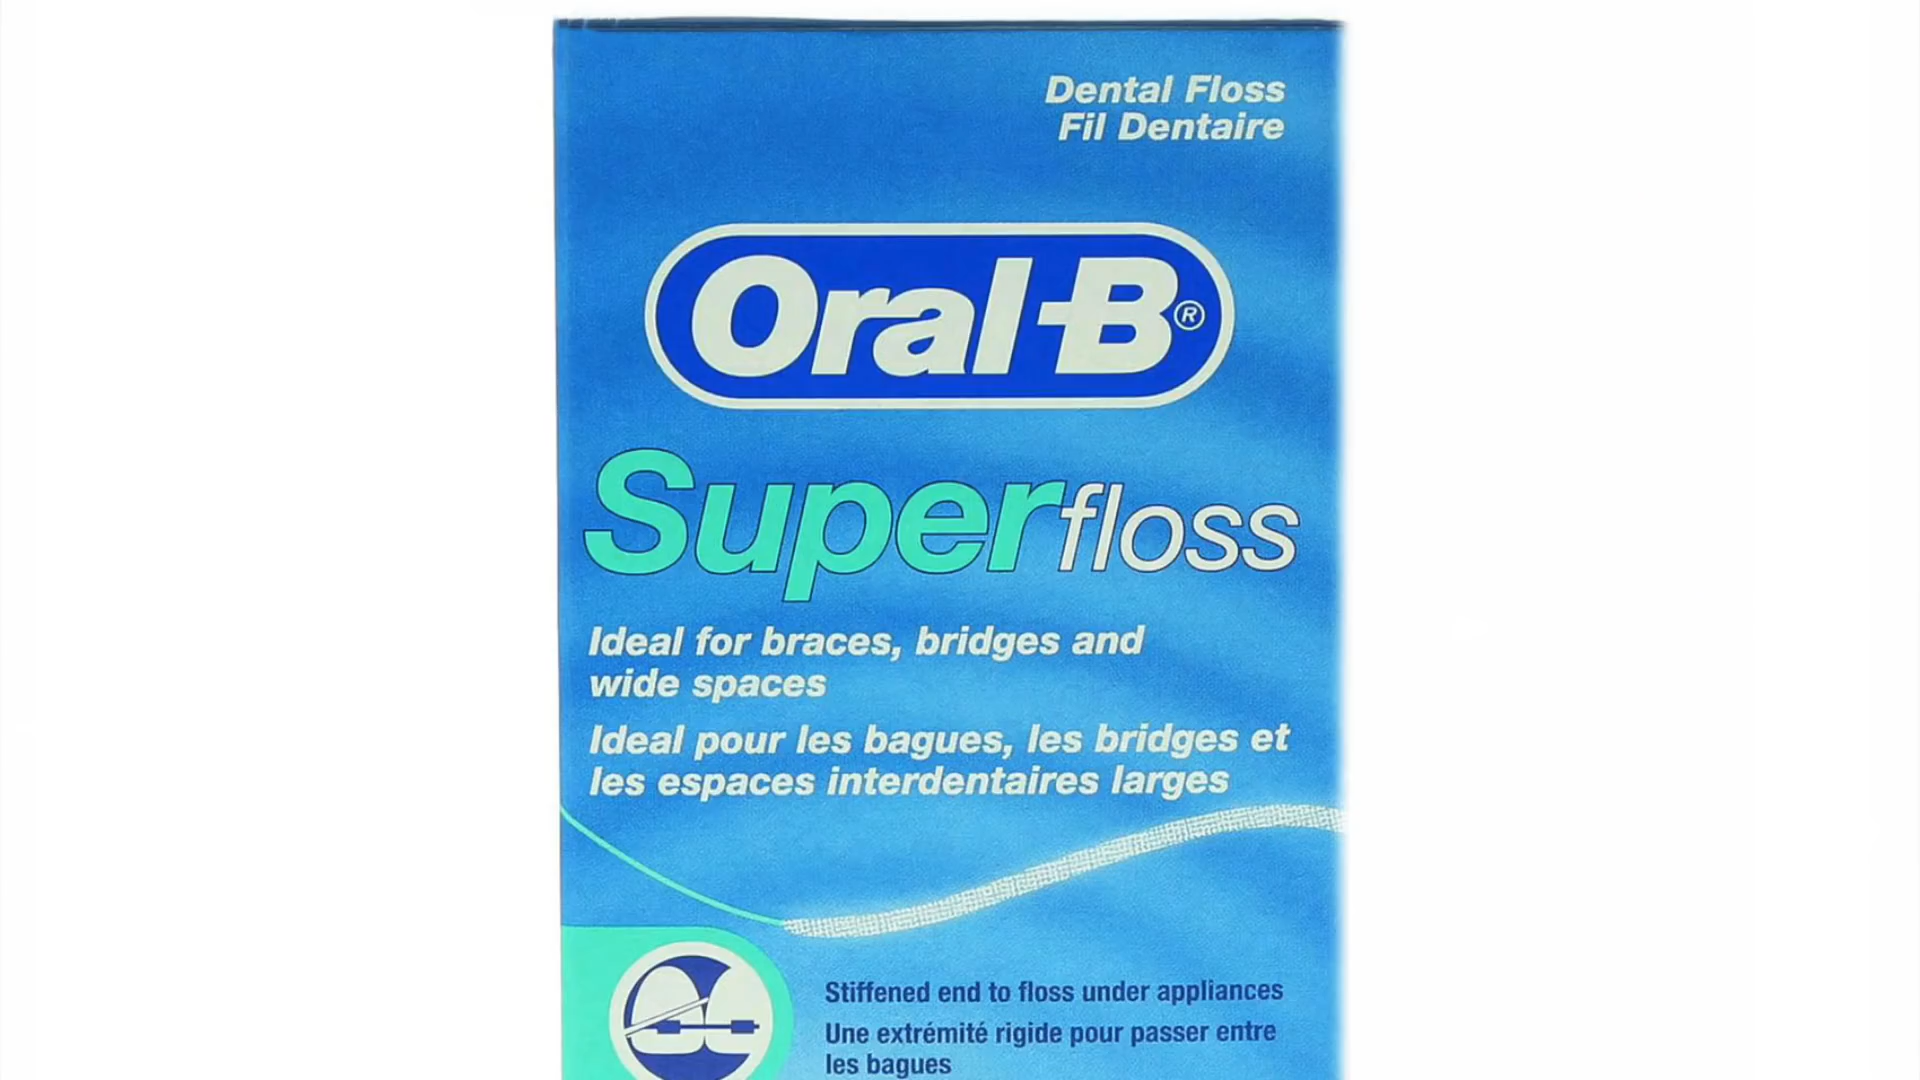 Dental Floss
Fil Dentaire
Oral-B®
Superfloss
Ideal for braces, bridges and
wide spaces
Ideal pour les bagues, les bridges et
les espaces interdentaires larges
Stiffened end to floss under appliances
Une extrémité rigide pour passer entre
les bagues